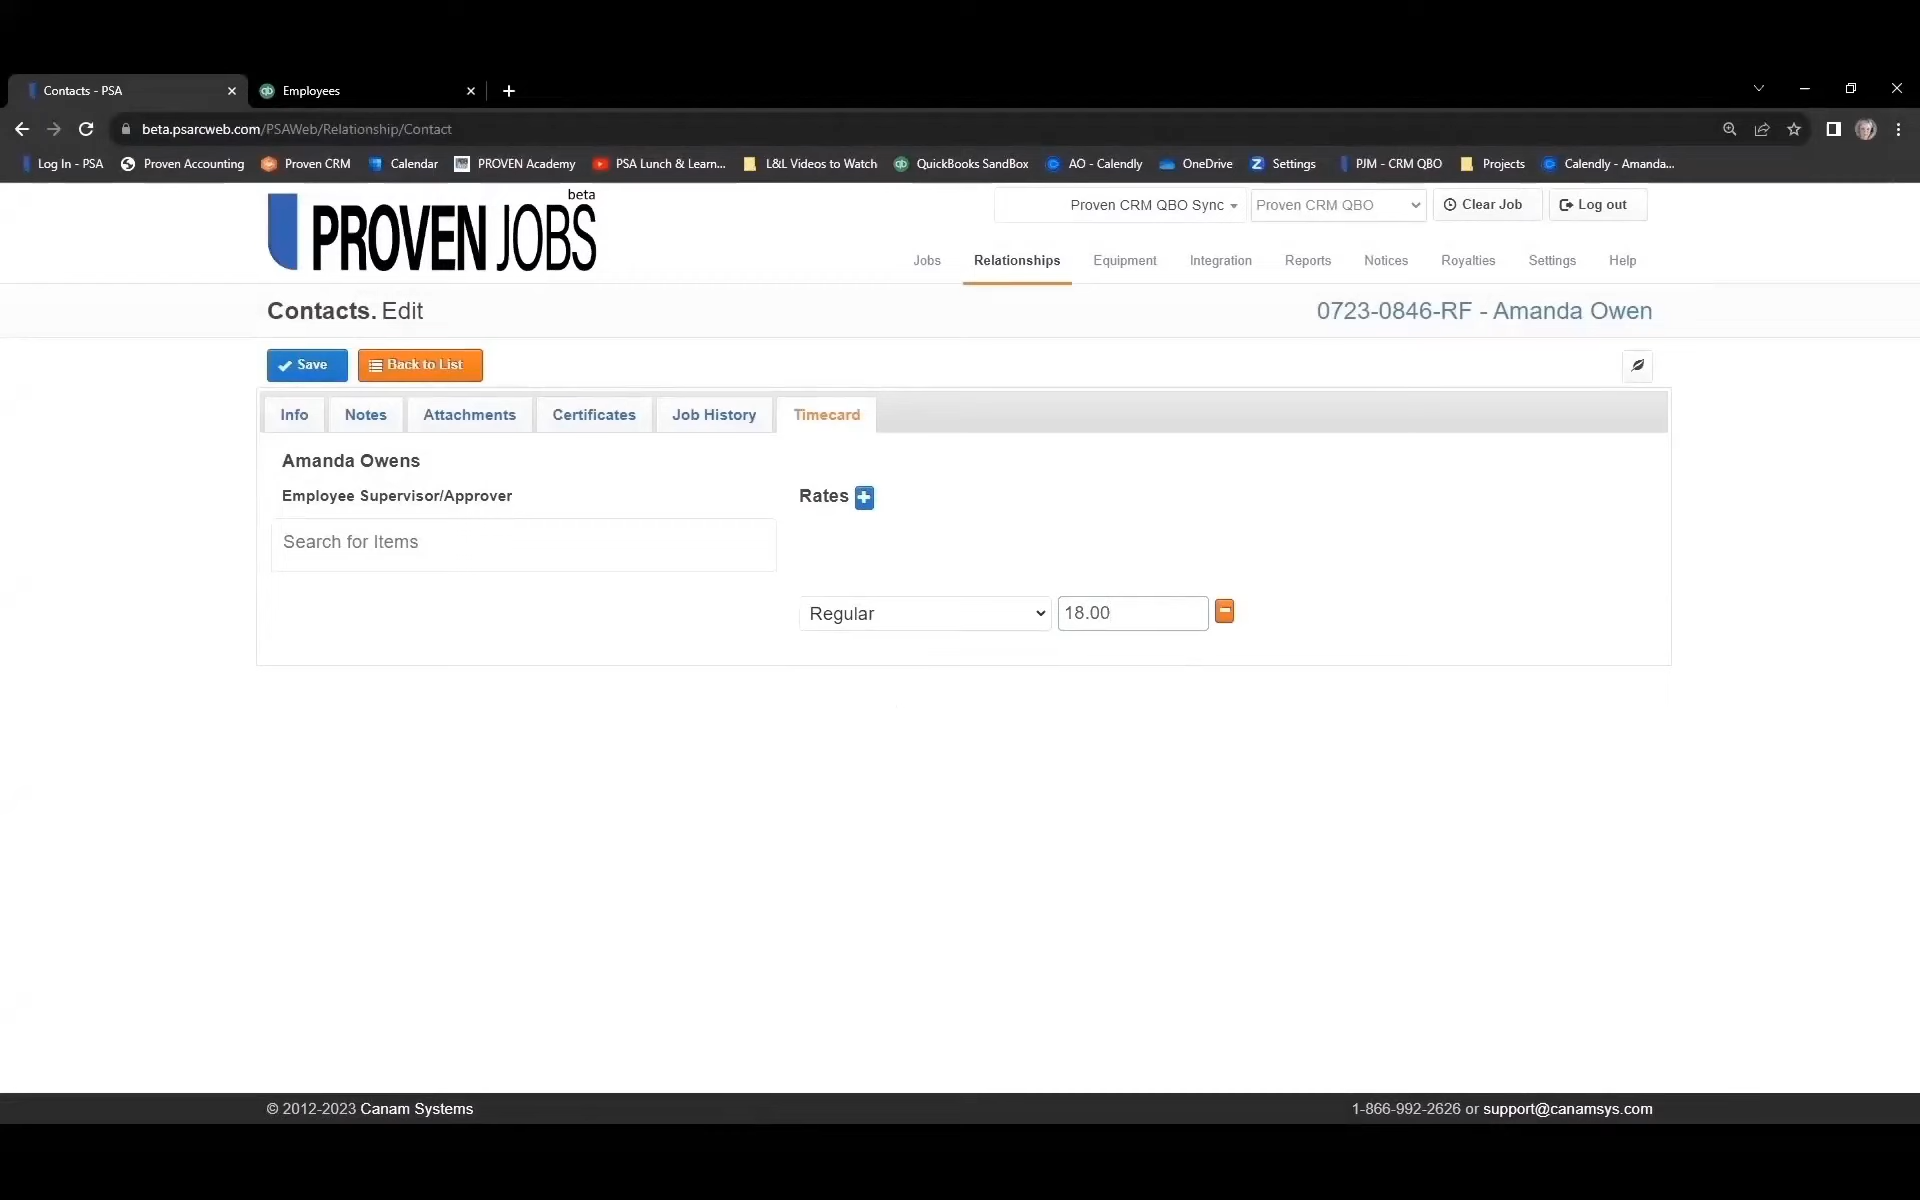 Contacts - PSA
Employees
beta.psarcweb.com/PSAWeb/Relationship/Contact
Log In - PSA Proven Accounting Proven CRM Calendar PROVEN Academy PSA Lunch & Learn... L&L Videos to Watch QuickBooks SandBox AO - Calendly OneDrive Settings PJM - CRM QBO Projects Calendly - Amanda...
beta
PROVEN JOBS
Proven CRM QBO Sync Proven CRM QBO Clear Job Log out
Jobs Relationships Equipment Integration Reports Notices Royalties Settings Help
Contacts. Edit
0723-0846-RF - Amanda Owen
Save Back to List
Info Notes Attachments Certificates Job History Timecard
Amanda Owens
Employee Supervisor/Approver
Rates
Search for Items
Regular 18.00
© 2012-2023 Canam Systems
1-866-992-2626 or support@canamsys.com